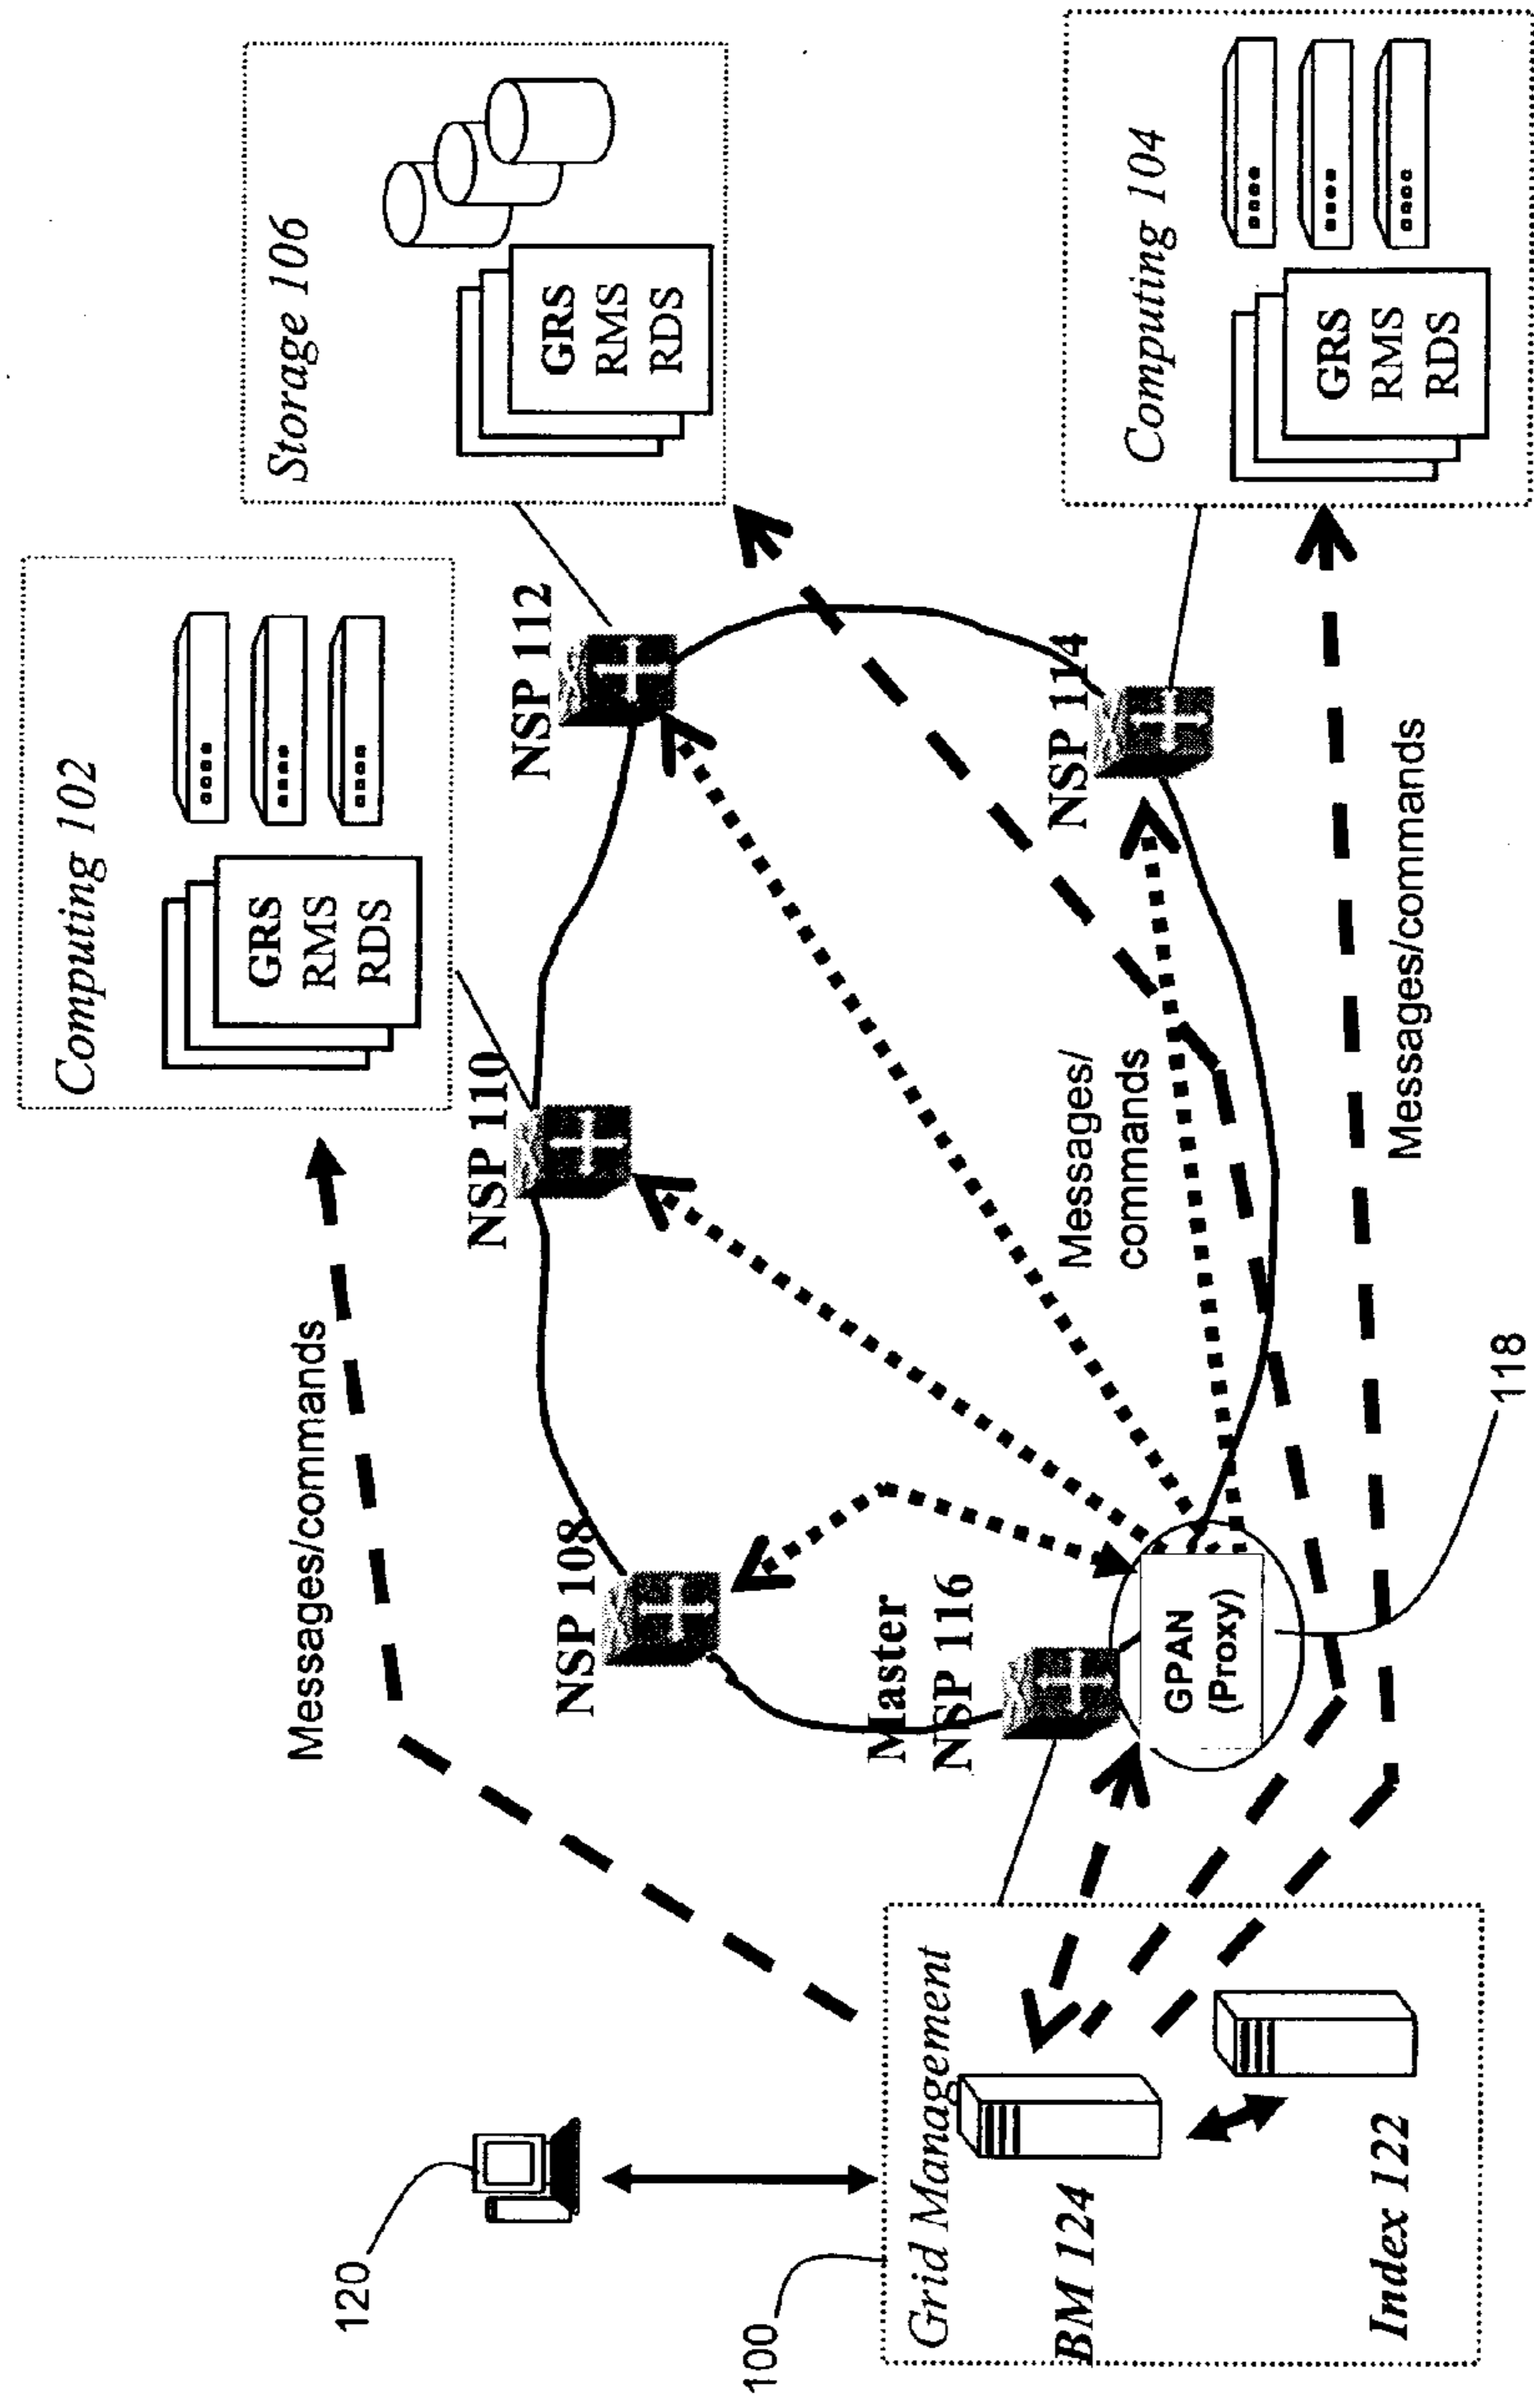 120
100
Grid Management
BM 124
Index 122
Messages/commands
Computing 102
GRS
RMS
RDS
Storage 106
GRS
RMS
RDS
Computing 104
GRS
RMS
RDS
NSP 108
NSP 110
NSP 112
NSP 114
Master
NSP 116
GPAN
(Proxy)
Messages/
commands
Messages/commands
118